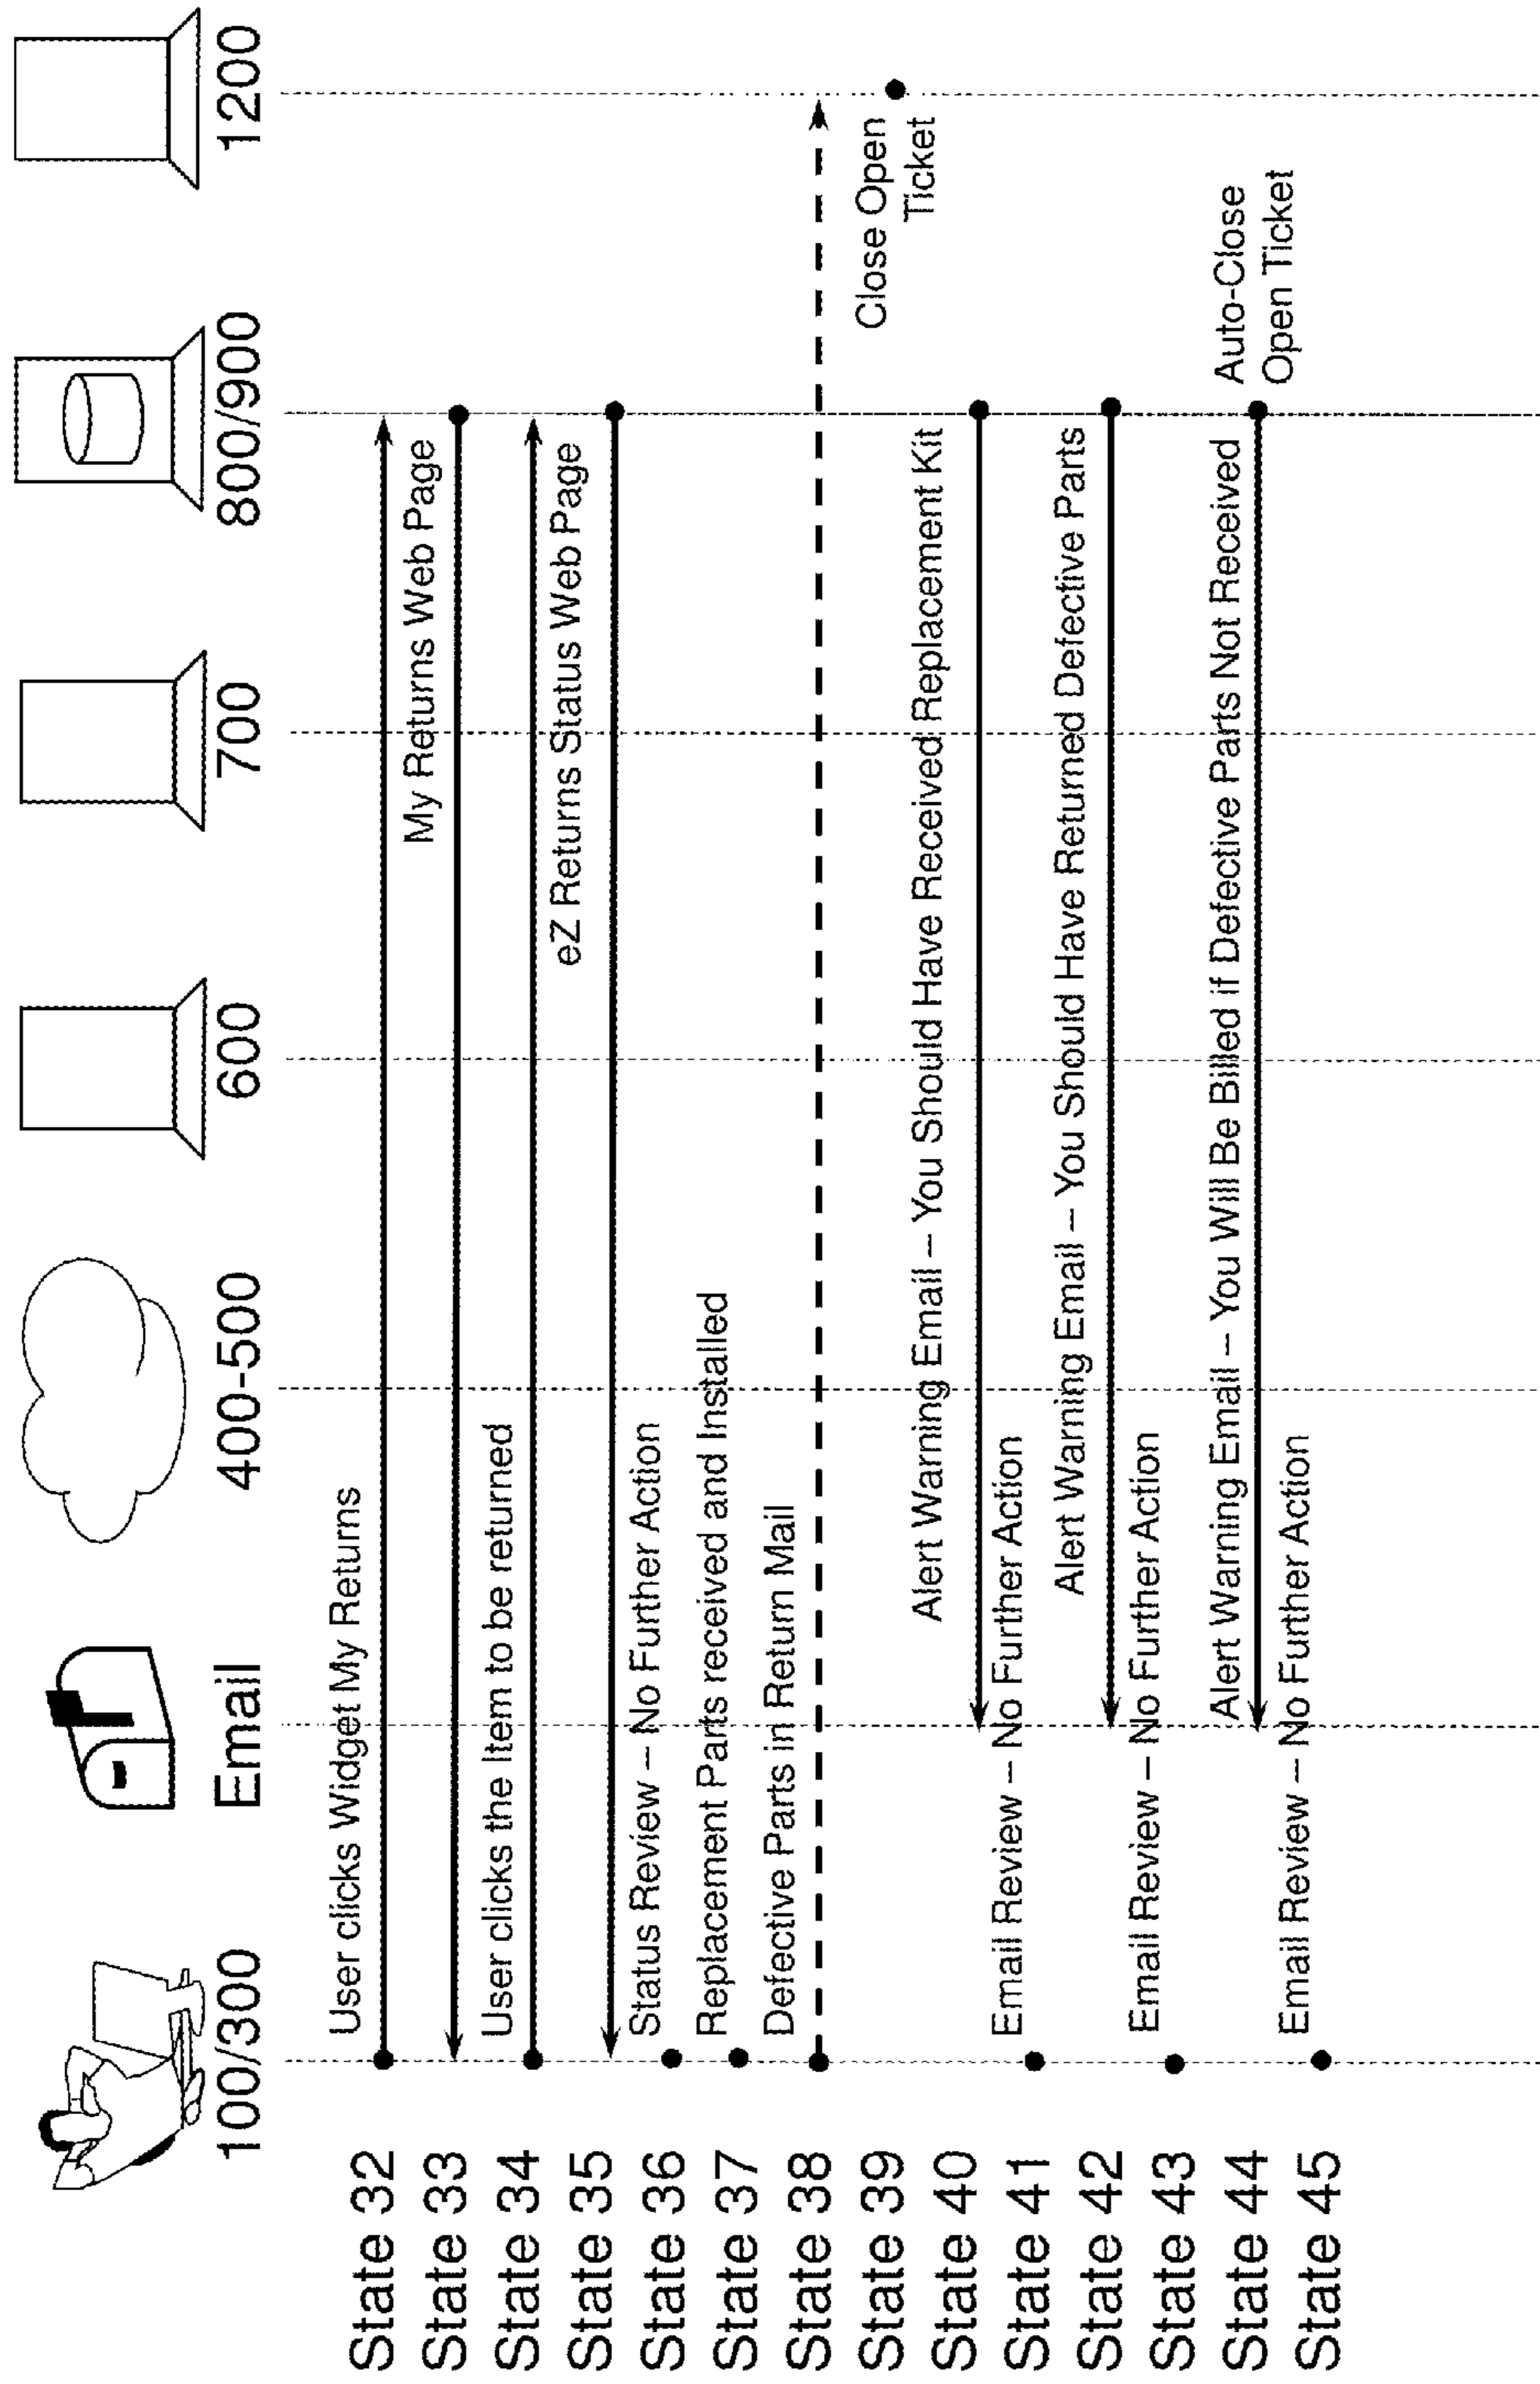 100/300
Email
400-500
600
700
800/900
1200
State 32
User clicks Widget My Returns
State 33
My Returns Web Page
State 34
User clicks the Item to be returned
State 35
eZ Returns Status Web Page
State 36
Status Review – No Further Action
State 37
Replacement Parts received and Installed
State 38
Defective Parts in Return Mail
State 39
Close Open
Ticket
State 40
Alert Warning Email – You Should Have Received Replacement Kit
State 41
Email Review – No Further Action
State 42
Alert Warning Email – You Should Have Returned Defective Parts
State 43
Email Review – No Further Action
State 44
Alert Warning Email – You Will Be Billed if Defective Parts Not Received
Auto-Close
Open Ticket
State 45
Email Review – No Further Action